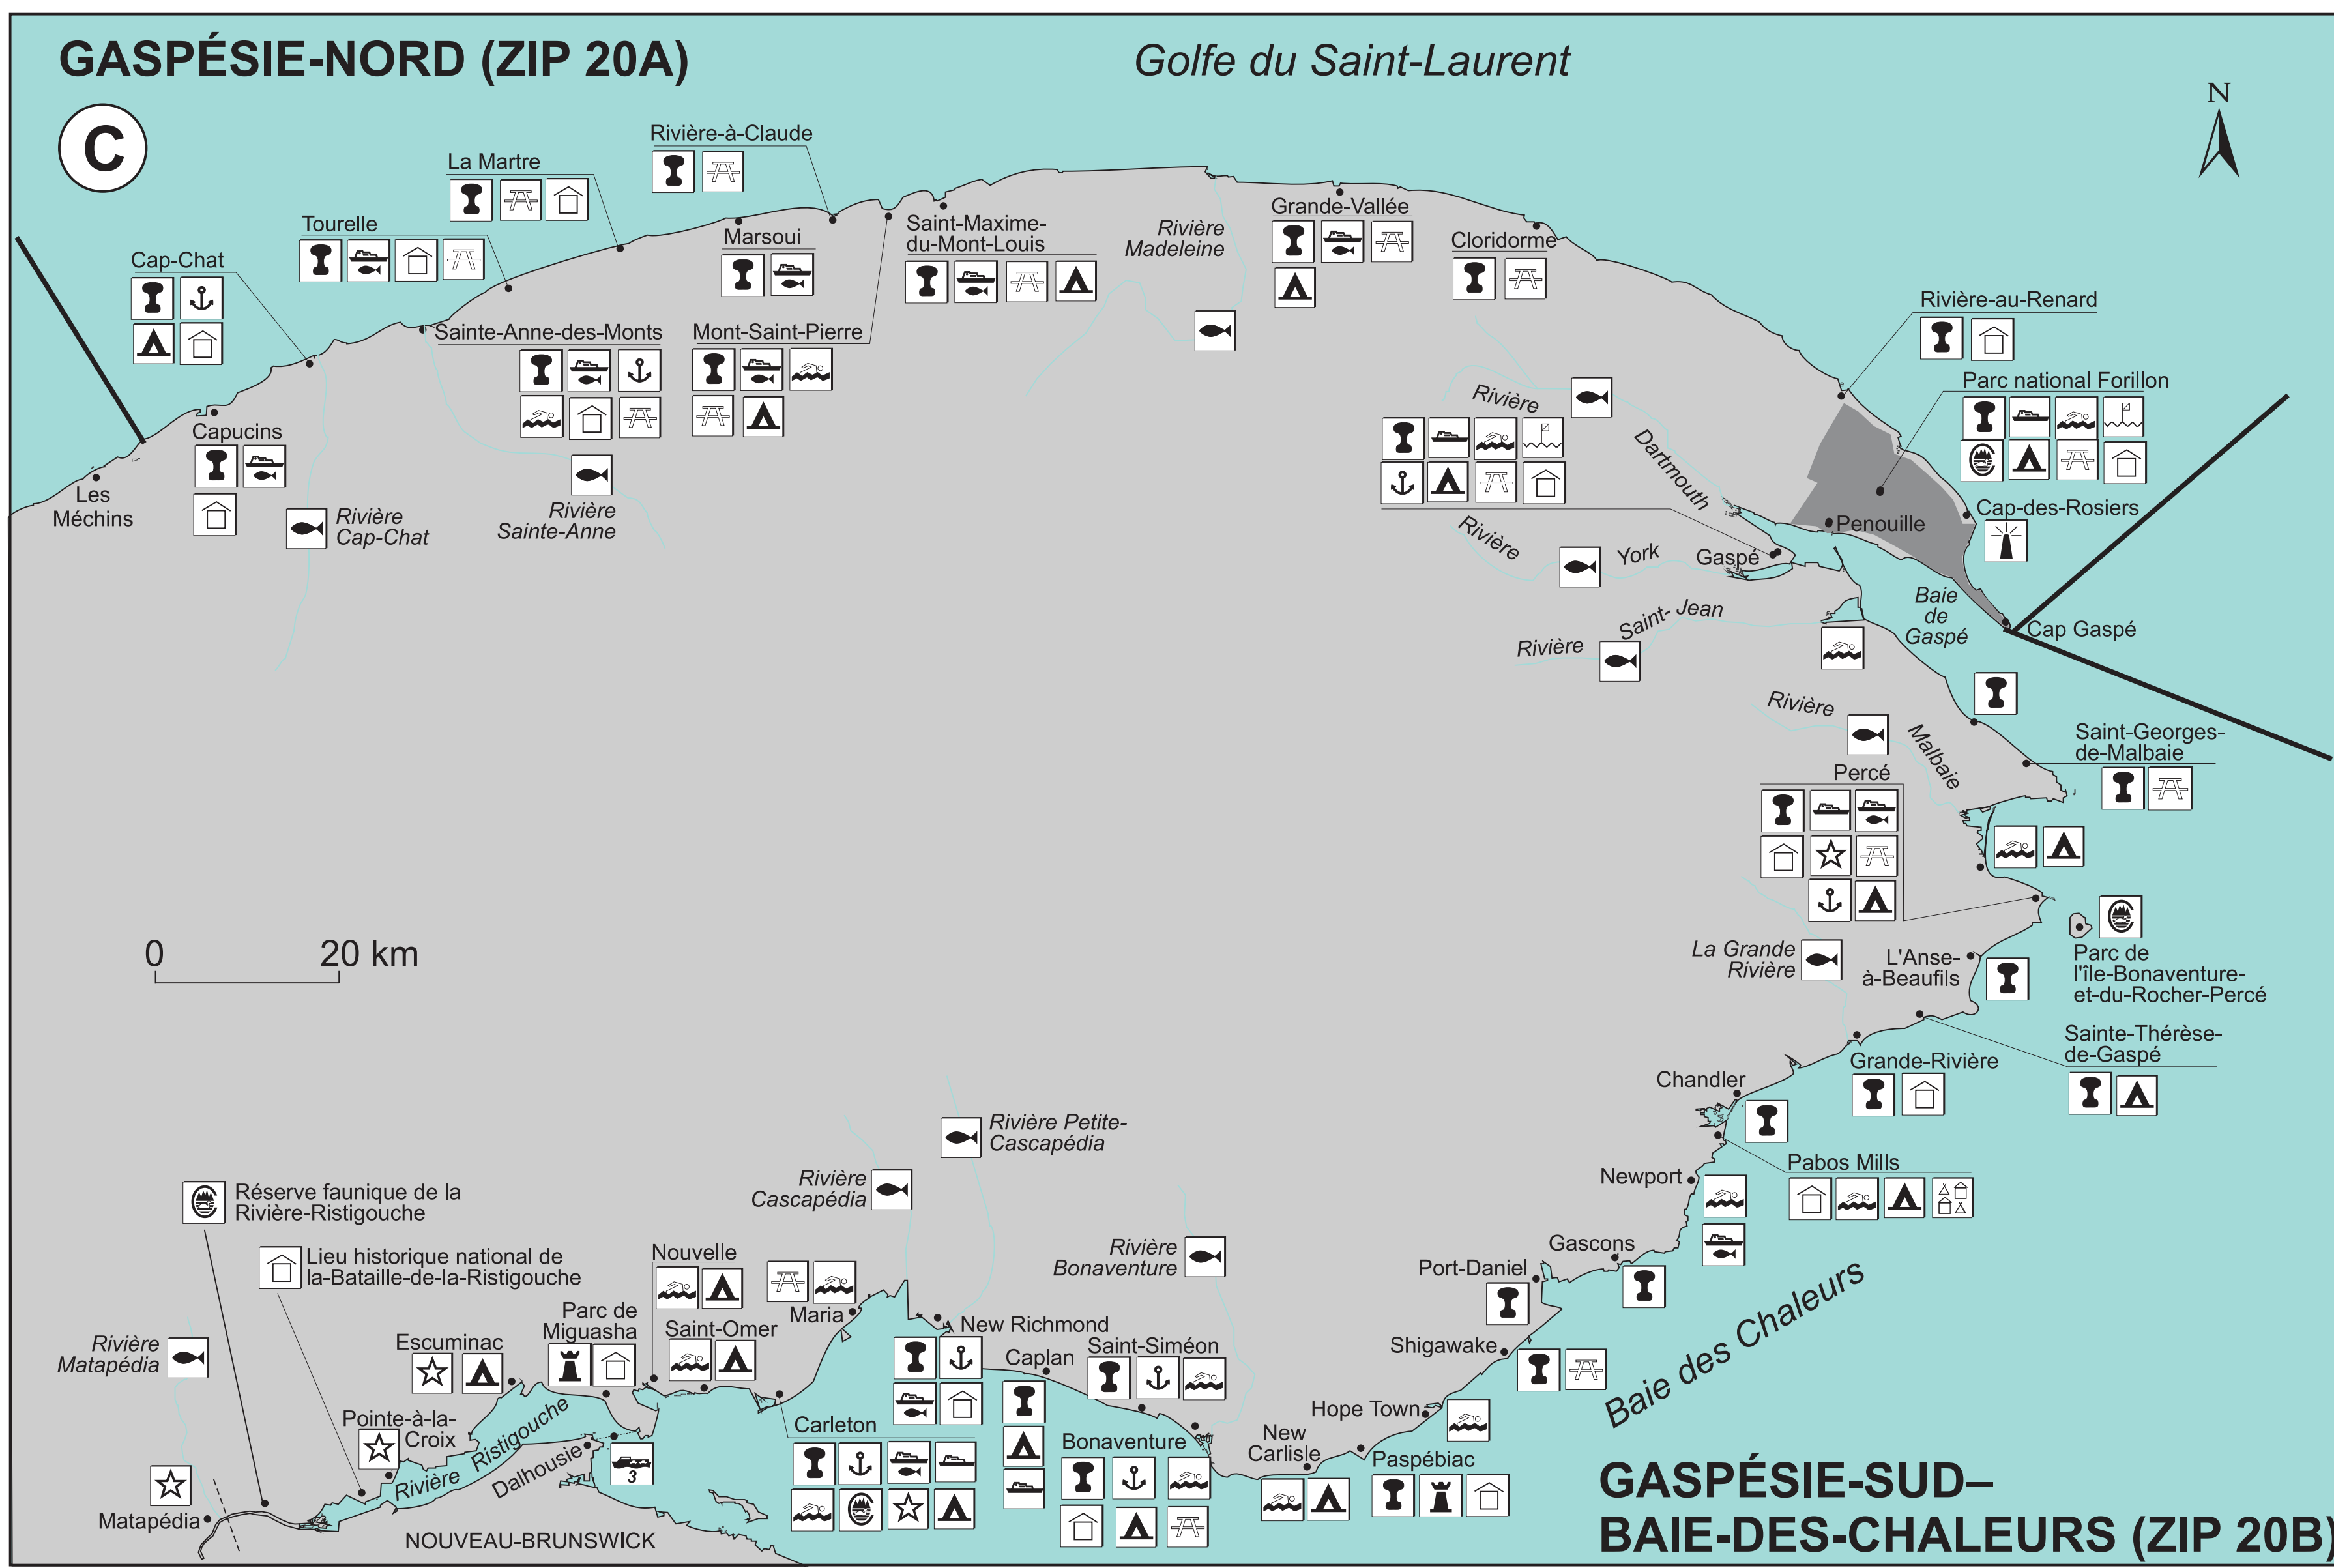 GASPÉSIE-NORD (ZIP 20A)
Golfe du Saint-Laurent
C
N
Rivière-à-Claude
La Martre
Tourelle
Cap-Chat
Marsoui
Saint-Maxime-
du-Mont-Louis
Rivière
Madeleine
Grande-Vallée
Cloridorme
Rivière-au-Renard
Parc national Forillon
Sainte-Anne-des-Monts
Mont-Saint-Pierre
Capucins
Les
Méchins
Rivière
Cap-Chat
Rivière
Sainte-Anne
Rivière
Dartmouth
Cap-des-Rosiers
Penouille
Rivière
York
Gaspé
Baie
de
Gaspé
Cap Gaspé
Rivière
Saint-Jean
Rivière
Malbaie
Saint-Georges-
de-Malbaie
Percé
0
20 km
La Grande
Rivière
L'Anse-
à-Beaufils
Parc de
l'île-Bonaventure-
et-du-Rocher-Percé
Sainte-Thérèse-
de-Gaspé
Grande-Rivière
Chandler
Pabos Mills
Newport
Rivière Petite-
Cascapédia
Rivière
Cascapédia
Réserve faunique de la
Rivière-Ristigouche
Lieu historique national de
la-Bataille-de-la-Ristigouche
Nouvelle
Rivière
Bonaventure
Gascons
Port-Daniel
Baie des Chaleurs
Parc de
Miguasha
Maria
Rivière
Matapédia
Escuminac
Saint-Omer
New Richmond
Caplan
Saint-Siméon
Shigawake
Pointe-à-la-
Croix
Rivière Ristigouche
Dalhousie
3
Carleton
Bonaventure
New
Carlisle
Hope Town
Paspébiac
Matapédia
NOUVEAU-BRUNSWICK
GASPÉSIE-SUD–
BAIE-DES-CHALEURS (ZIP 20B)